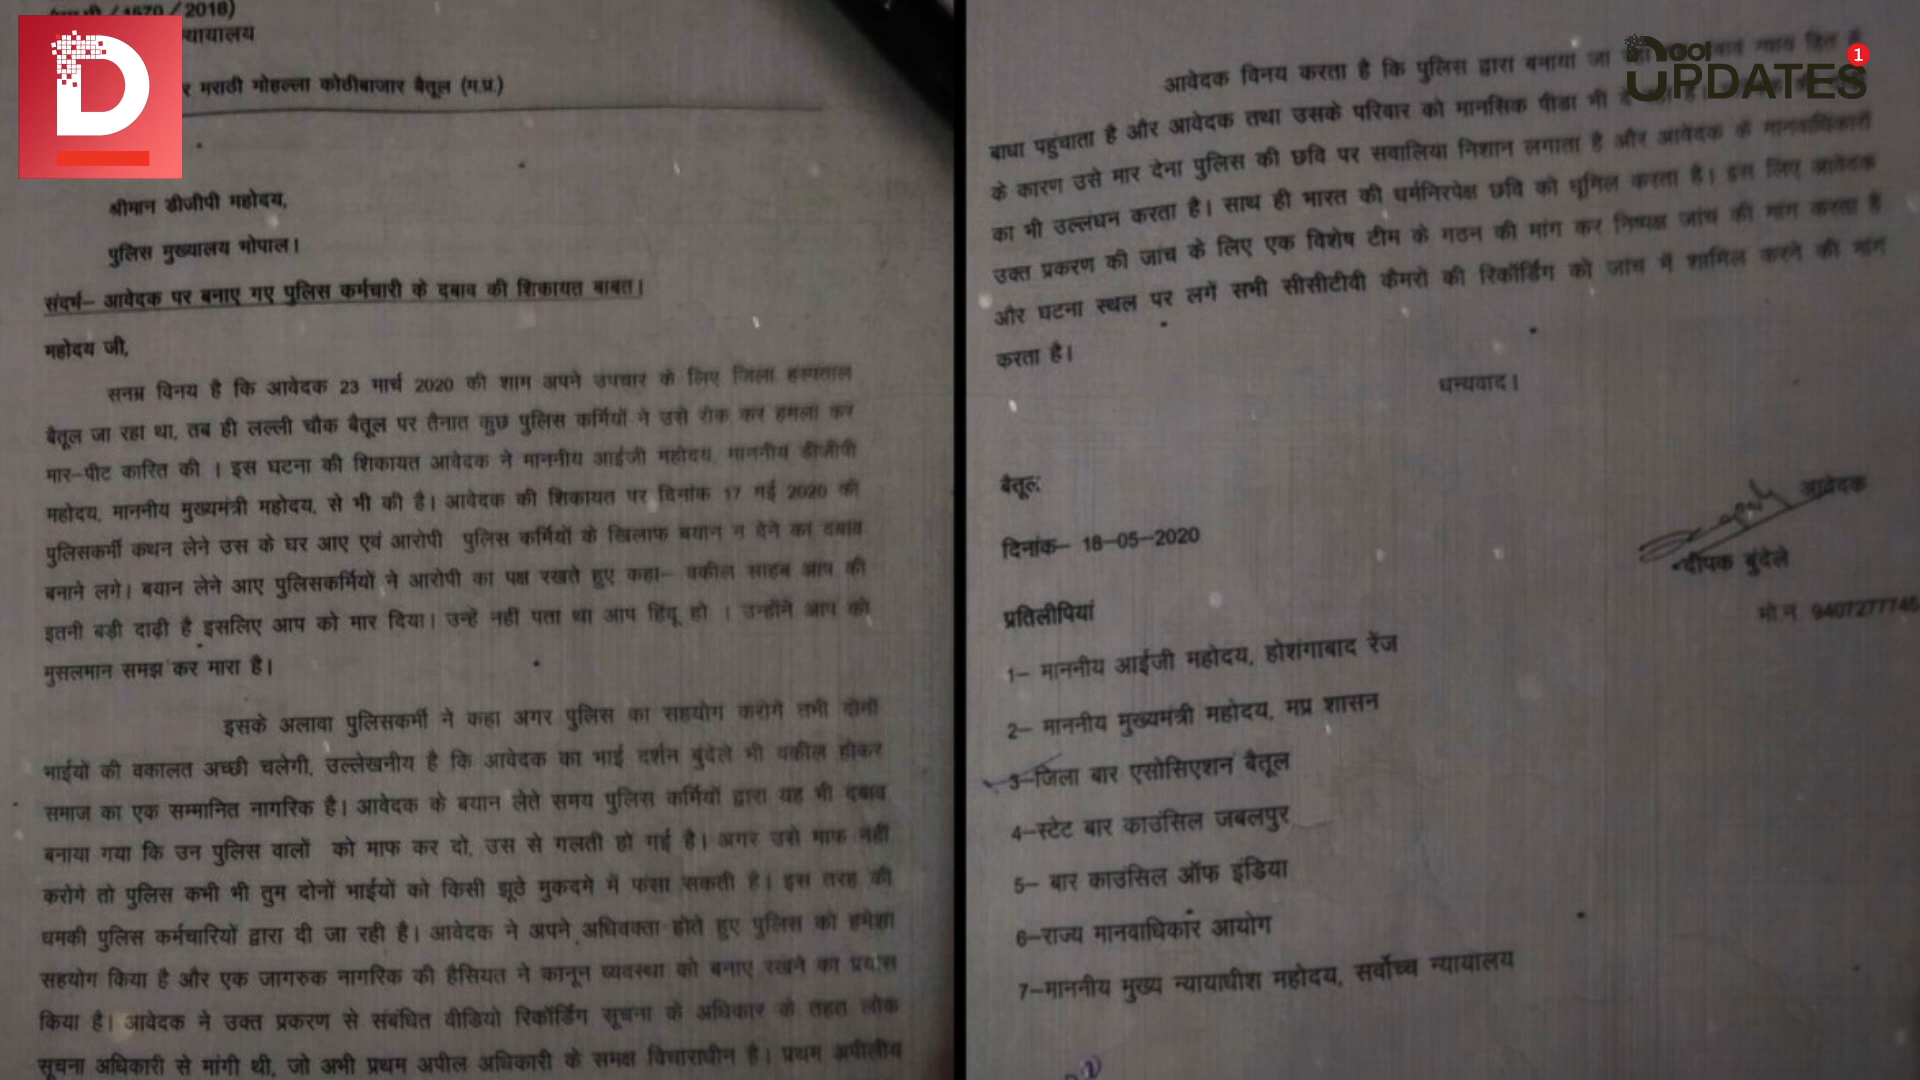 / 1570 / 2018)
न्यायालय
र मराठी मोहल्ला कोठीबाजार बैतूल (म.प्र.)
श्रीमान डीजीपी महोदय,
पुलिस मुख्यालय भोपाल।
संदर्भ– आवेदक पर बनाए गए पुलिस कर्मचारी के दबाव की शिकायत बाबत।
महोदय जी,
सनम्र विनय है कि आवेदक 23 मार्च 2020 की शाम अपने उपचार के लिए जिला हस्पताल
बैतूल जा रहा था, तब ही लल्ली चौक बैतूल पर तैनात कुछ पुलिस कर्मियों ने उसे रोक कर हमला कर
मार–पीट कारित की । इस घटना की शिकायत आवेदक ने माननीय आईजी महोदय, माननीय डीजीपी
महोदय, माननीय मुख्यमंत्री महोदय, से भी की है। आवेदक की शिकायत पर दिनांक 17 मई 2020 की
पुलिसकर्मी कथन लेने उस के घर आए एवं आरोपी पुलिस कर्मियों के खिलाफ बयान न देने का दबाव
बनाने लगे। बयान लेने आए पुलिसकर्मियों ने आरोपी का पक्ष रखते हुए कहा– वकील साहब आप की
इतनी बड़ी दाढ़ी है इसलिए आप को मार दिया। उन्हें नहीं पता था आप हिंदू हो । उन्होंने आप को
मुसलमान समझ कर मारा है।
इसके अलावा पुलिसकर्मी ने कहा अगर पुलिस का सहयोग करोगे तभी दोनों
भाईयों की वकालत अच्छी चलेगी, उल्लेखनीय है कि आवेदक का भाई दर्शन बुंदेले भी वकील होकर
समाज का एक सम्मानित नागरिक है। आवेदक के बयान लेते समय पुलिस कर्मियों द्वारा यह भी दबाव
बनाया गया कि उन पुलिस वालों को माफ कर दो, उस से गलती हो गई है। अगर उसे माफ नहीं
करोगे तो पुलिस कभी भी तुम दोनों भाईयों को किसी झूठे मुकदमे में फंसा सकती है। इस तरह की
धमकी पुलिस कर्मचारियों द्वारा दी जा रही है। आवेदक ने अपने अधिवक्ता होते हुए पुलिस को हमेशा
सहयोग किया है और एक जागरुक नागरिक की हैसियत ने कानून व्यवस्था को बनाए रखने का प्रयास
किया है। आवेदक ने उक्त प्रकरण से संबंधित वीडियो रिकॉर्डिंग सूचना के अधिकार के तहत लोक
सूचना अधिकारी से मांगी थी, जो अभी प्रथम अपील अधिकारी के समक्ष विचाराधीन है। प्रथम अपीलीय
आवेदक विनय करता है कि पुलिस द्वारा बनाया जा न्याय हित में
बाधा पहुंचाता है और आवेदक तथा उसके परिवार को मानसिक पीडा भी
के कारण उसे मार देना पुलिस की छवि पर सवालिया निशान लगाता है और आवेदक के मानवाधिकारों
का भी उल्लंघन करता है। साथ ही भारत की धर्मनिरपेक्ष छवि को धूमिल करता है। इस लिए आवेदक
उक्त प्रकरण की जांच के लिए एक विशेष टीम के गठन की मांग कर निष्पक्ष जांच की मांग करता है
और घटना स्थल पर लगें सभी सीसीटीवी कैमरो की रिकॉर्डिंग को जांच में शामिल करने की मांग
करता है।
धन्यवाद।
बैतूल
दिनांक– 18–05–2020
आवेदक
दीपक बुंदेले
मो.न. 9407277746
प्रतिलीपियां
1– माननीय आईजी महोदय, होशंगाबाद रेंज
2– माननीय मुख्यमंत्री महोदय, मप्र शासन
3–जिला बार एसोसिएशन बैतूल
4–स्टेट बार काउंसिल जबलपुर
5– बार काउंसिल ऑफ इंडिया
6–राज्य मानवाधिकार आयोग
7–माननीय मुख्य न्यायाधीश महोदय, सर्वोच्च न्यायालय
D
Dool
UPDATES
1